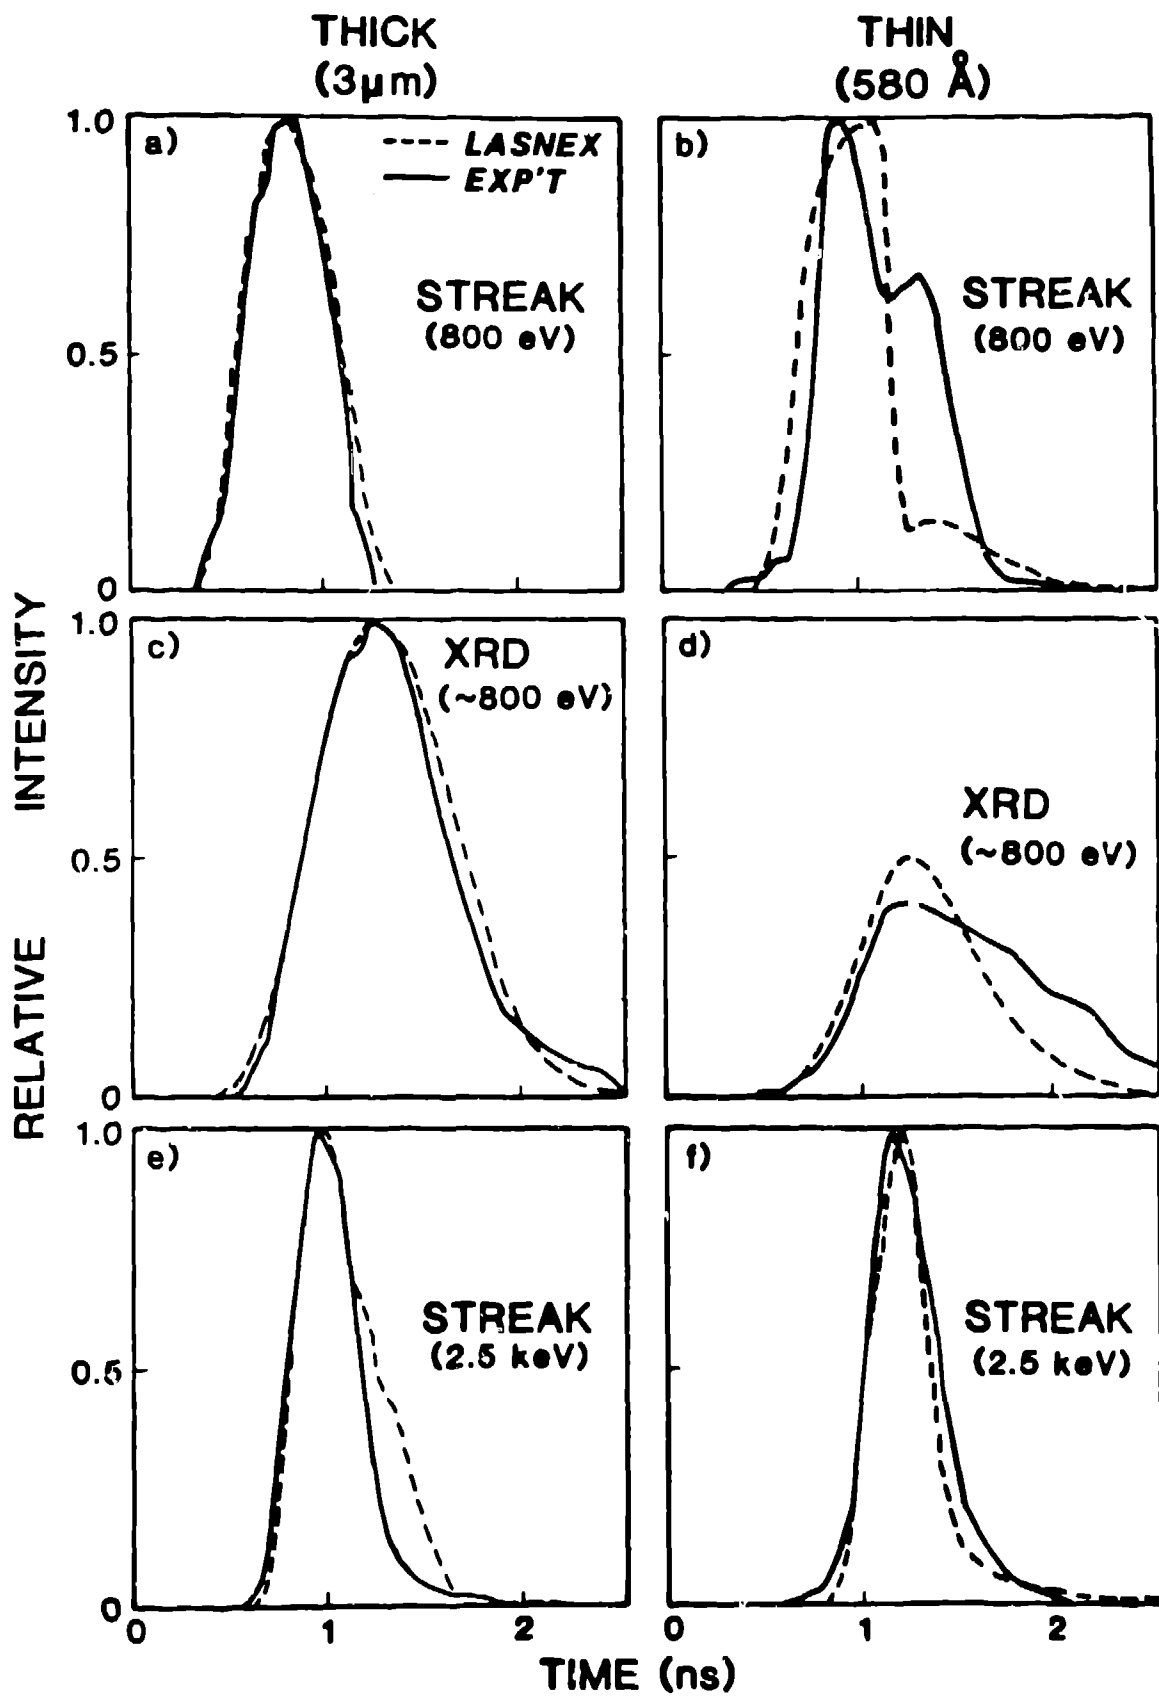 THICK
(3μm)
THIN
(580 Å)
1.0
a)
---- LASNEX
— EXP'T
b)
STREAK
(800 eV)
STREAK
(800 eV)
0.5
0
1.0
c)
XRD
(~800 eV)
d)
XRD
(~800 eV)
0.5
0
1.0
e)
f)
STREAK
(2.5 keV)
STREAK
(2.5 keV)
0.5
0
0 1 2
0 1 2
TIME (ns)
RELATIVE INTENSITY